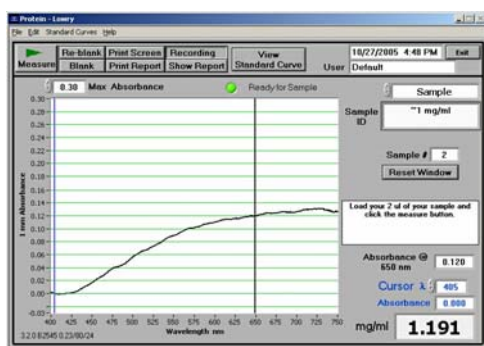 Protein - Lowry
File Edit Standard Curves Help
Measure
Re-blank Print Screen Recording
Blank Print Report Show Report
View
Standard Curve
10/27/2005 4:48 PM Exit
User Default
0.30 Max Absorbance
Ready for Sample
Sample
Sample
ID
~1 mg/ml
Sample # 2
Reset Window
Load your 2 ul of your sample and
click the measure button.
Absorbance @
650 nm
0.120
Cursor λ 405
Absorbance 0.000
mg/ml 1.191
1 mm Absorbance
0.30
0.28
0.26
0.24
0.22
0.20
0.18
0.16
0.14
0.12
0.10
0.08
0.06
0.04
0.02
0.00
-0.03
400 425 450 475 500 525 550 575 600 625 650 675 700 725 750
Wavelength nm